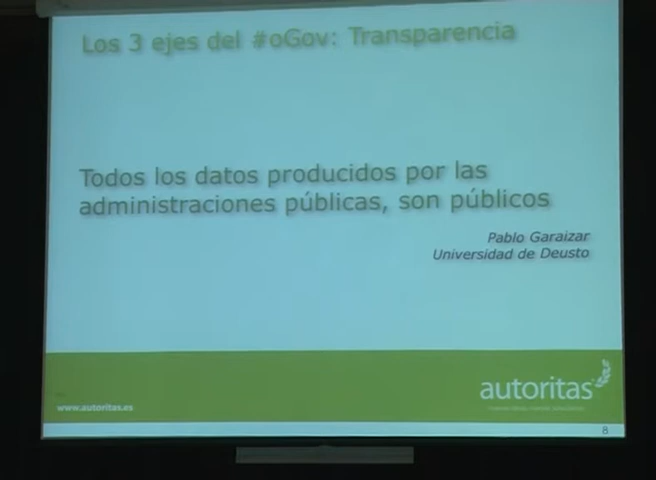 Los 3 ejes del #oGov: Transparencia
Todos los datos producidos por las
administraciones públicas, son públicos
Pablo Garaizar
Universidad de Deusto
autoritas
www.autoritas.es
8